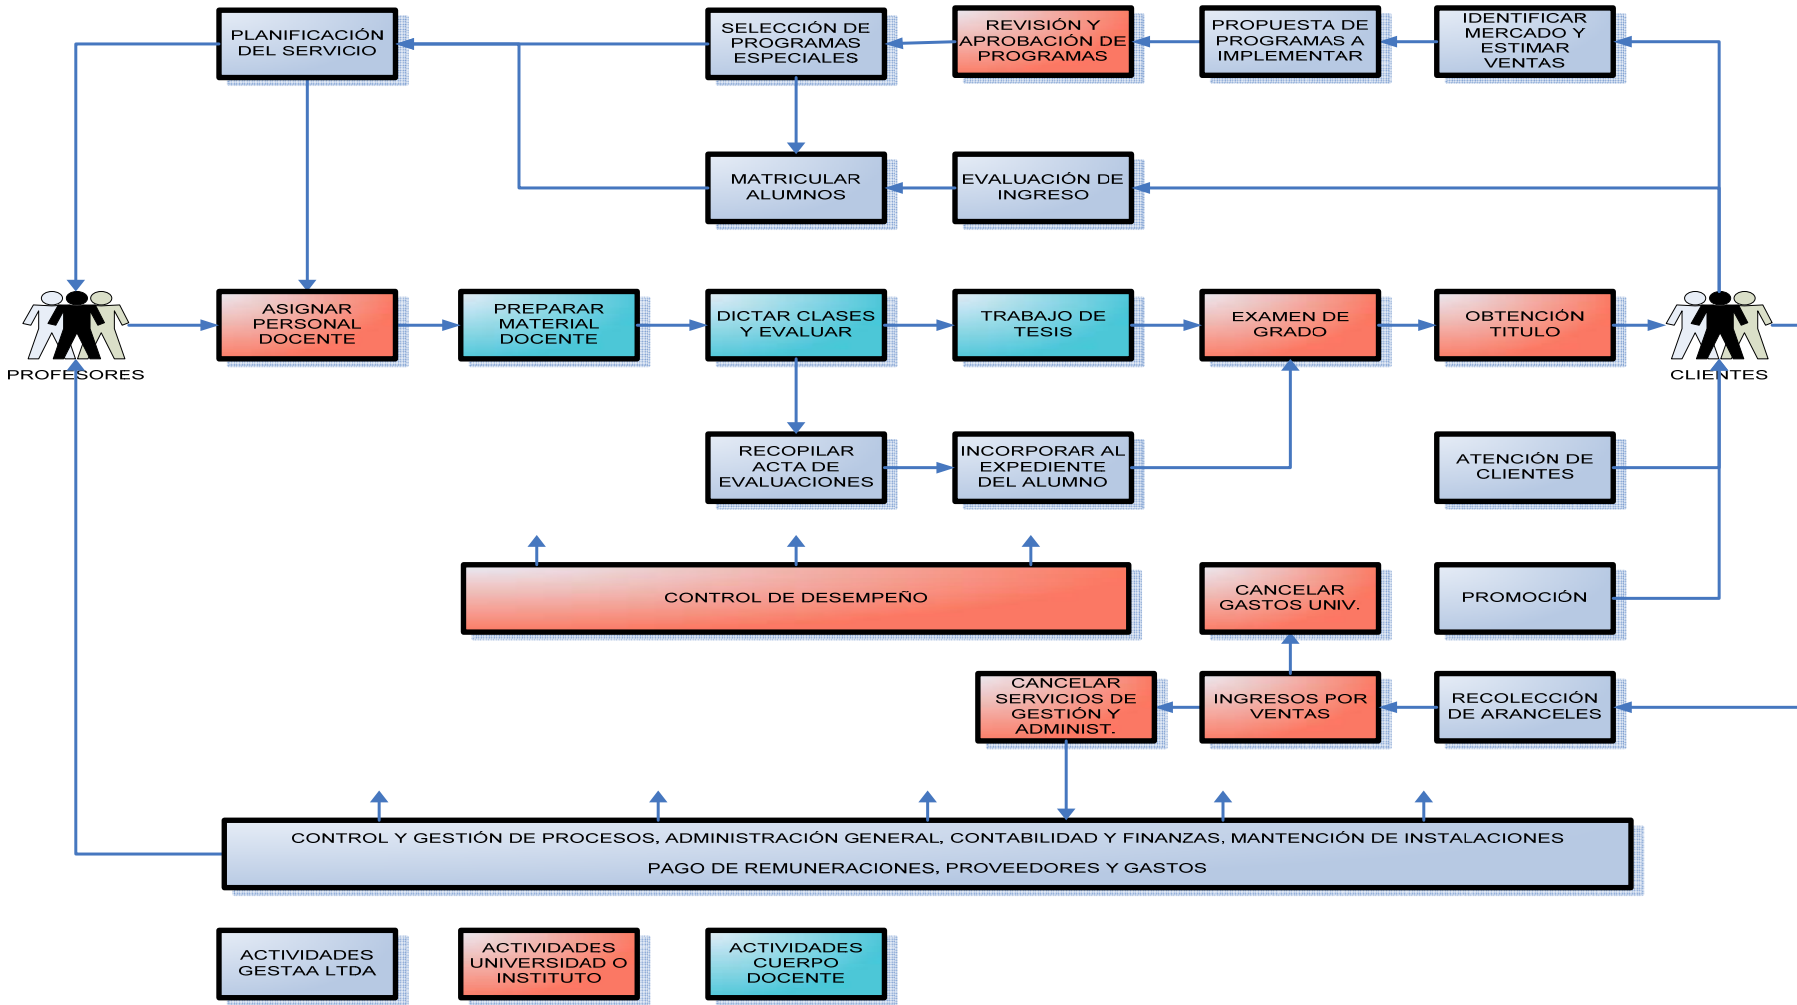 PLANIFICACIÓN
DEL SERVICIO
SELECCIÓN DE
PROGRAMAS
ESPECIALES
REVISIÓN Y
APROBACIÓN DE
PROGRAMAS
PROPUESTA DE
PROGRAMAS A
IMPLEMENTAR
IDENTIFICAR
MERCADO Y
ESTIMAR
VENTAS
MATRICULAR
ALUMNOS
EVALUACIÓN DE
INGRESO
PROFESORES
ASIGNAR
PERSONAL
DOCENTE
PREPARAR
MATERIAL
DOCENTE
DICTAR CLASES
Y EVALUAR
TRABAJO DE
TESIS
EXAMEN DE
GRADO
OBTENCIÓN
TITULO
CLIENTES
RECOPILAR
ACTA DE
EVALUACIONES
INCORPORAR AL
EXPEDIENTE
DEL ALUMNO
ATENCIÓN DE
CLIENTES
CONTROL DE DESEMPEÑO
CANCELAR
GASTOS UNIV.
PROMOCIÓN
CANCELAR
SERVICIOS DE
GESTIÓN Y
ADMINIST.
INGRESOS POR
VENTAS
RECOLECCIÓN
DE ARANCELES
CONTROL Y GESTIÓN DE PROCESOS, ADMINISTRACIÓN GENERAL, CONTABILIDAD Y FINANZAS, MANTENCIÓN DE INSTALACIONES
PAGO DE REMUNERACIONES, PROVEEDORES Y GASTOS
ACTIVIDADES
GESTAA LTDA
ACTIVIDADES
UNIVERSIDAD O
INSTITUTO
ACTIVIDADES
CUERPO
DOCENTE